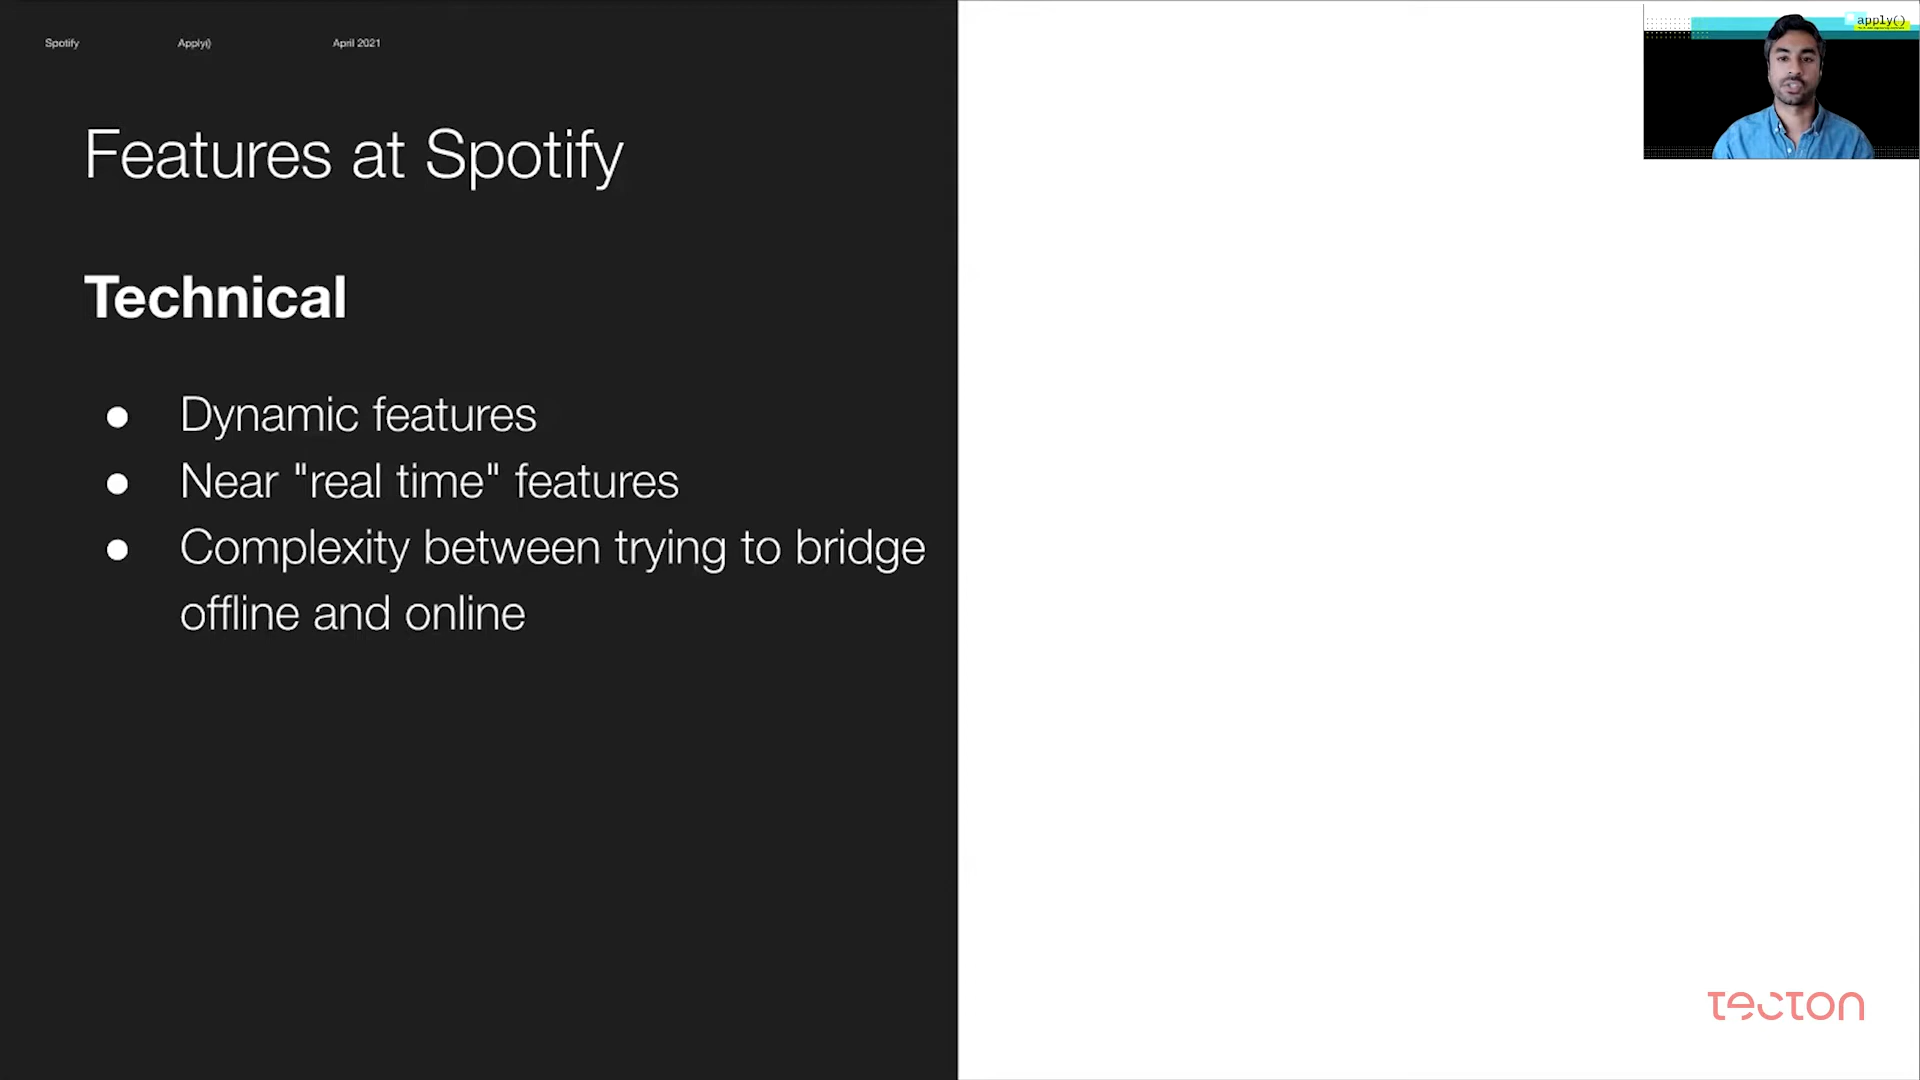 Spotify
Apply()
April 2021
apply()
Features at Spotify
Technical
● Dynamic features
● Near "real time" features
● Complexity between trying to bridge
offline and online
tecton